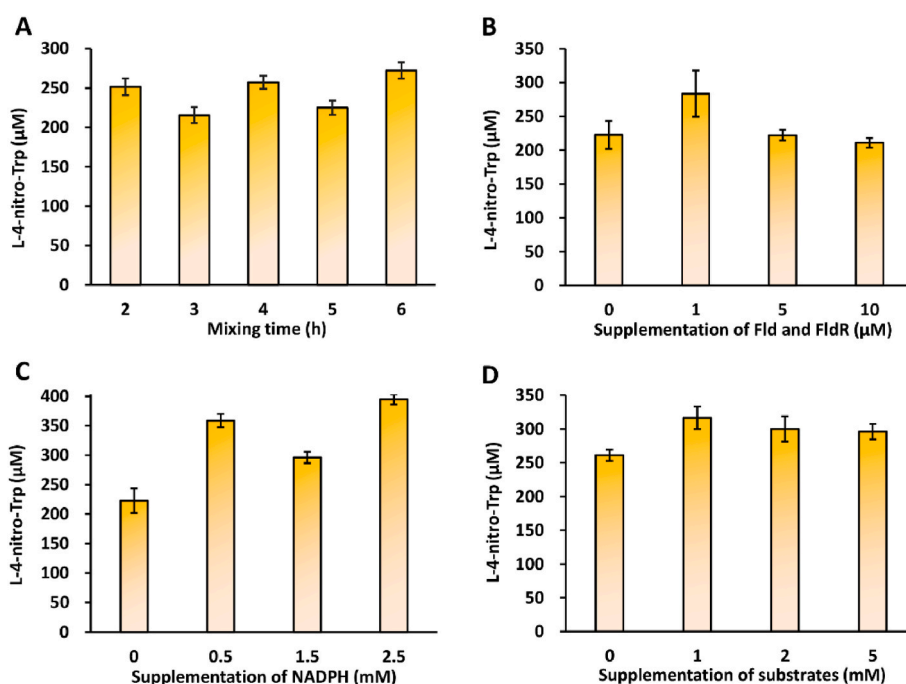 A
L-4-nitro-Trp (µM)
300
250
200
150
100
50
0
2 3 4 5 6
Mixing time (h)
B
L-4-nitro-Trp (µM)
350
300
250
200
150
100
50
0
0 1 5 10
Supplementation of Fld and FldR (µM)
C
L-4-nitro-Trp (µM)
400
350
300
250
200
150
100
50
0
0 0.5 1.5 2.5
Supplementation of NADPH (mM)
D
L-4-nitro-Trp (µM)
350
300
250
200
150
100
50
0
0 1 2 5
Supplementation of substrates (mM)